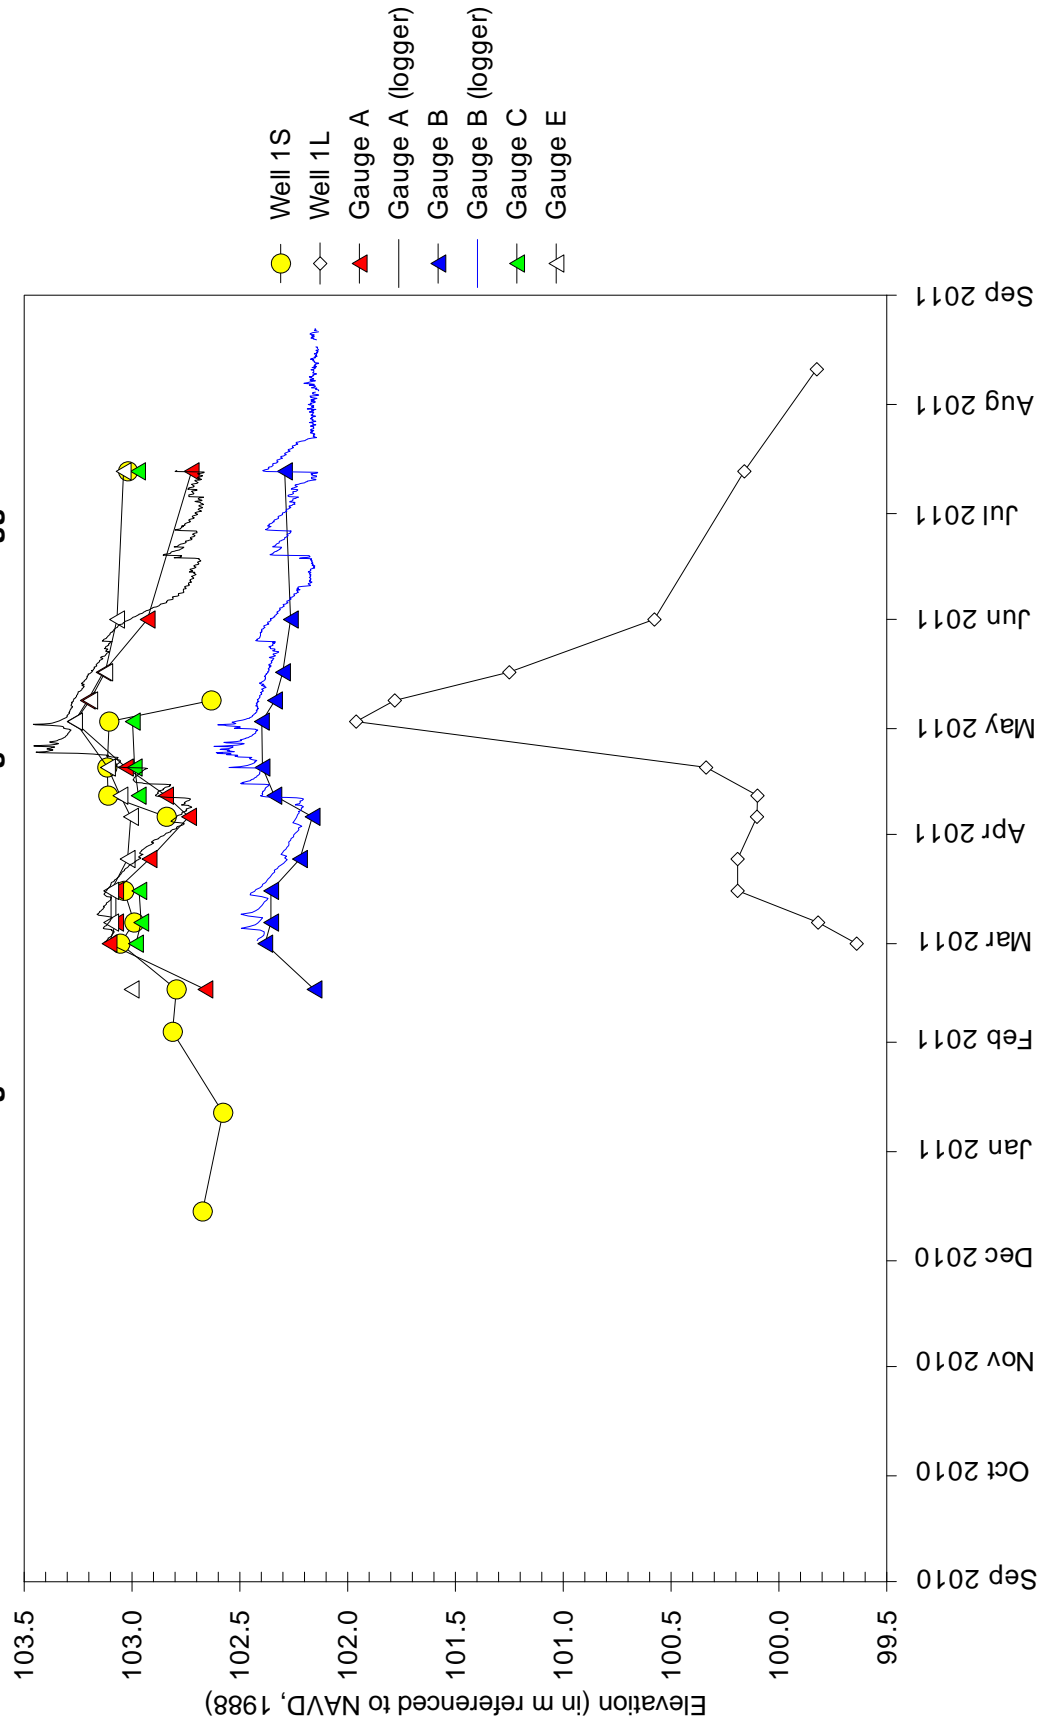 103.5
103.0
102.5
102.0
101.5
101.0
100.5
100.0
99.5
Elevation (in m referenced to NAVD, 1988)
Sep 2010
Oct 2010
Nov 2010
Dec 2010
Jan 2011
Feb 2011
Mar 2011
Apr 2011
May 2011
Jun 2011
Jul 2011
Aug 2011
Sep 2011
Well 1S
Well 1L
Gauge A
Gauge A (logger)
Gauge B
Gauge B (logger)
Gauge C
Gauge E